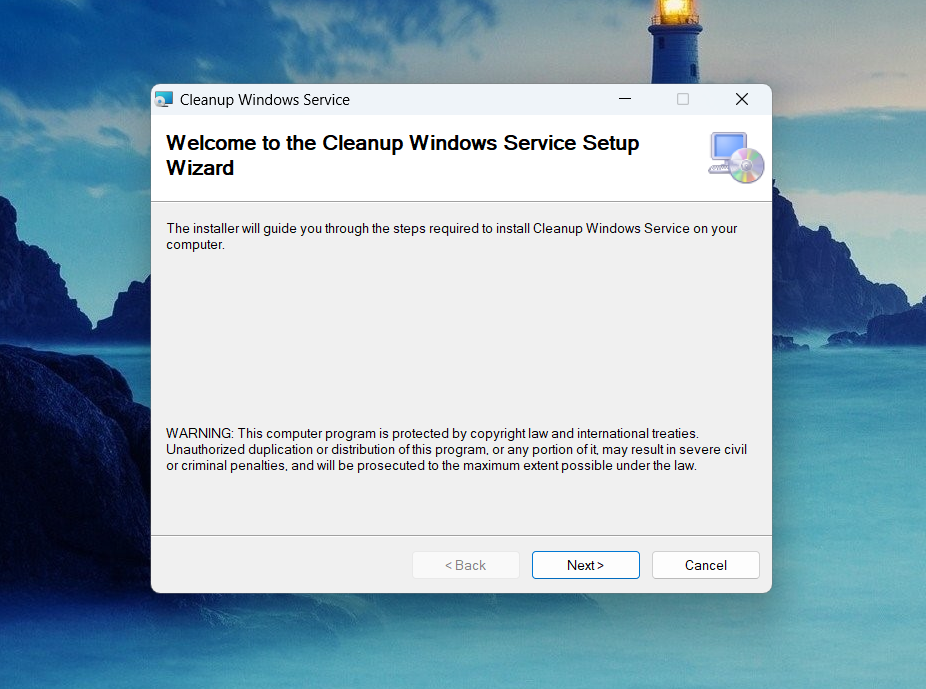 Cleanup Windows Service
Welcome to the Cleanup Windows Service Setup
Wizard
The installer will guide you through the steps required to install Cleanup Windows Service on your
computer.
WARNING: This computer program is protected by copyright law and international treaties.
Unauthorized duplication or distribution of this program, or any portion of it, may result in severe civil
or criminal penalties, and will be prosecuted to the maximum extent possible under the law.
< Back Next > Cancel